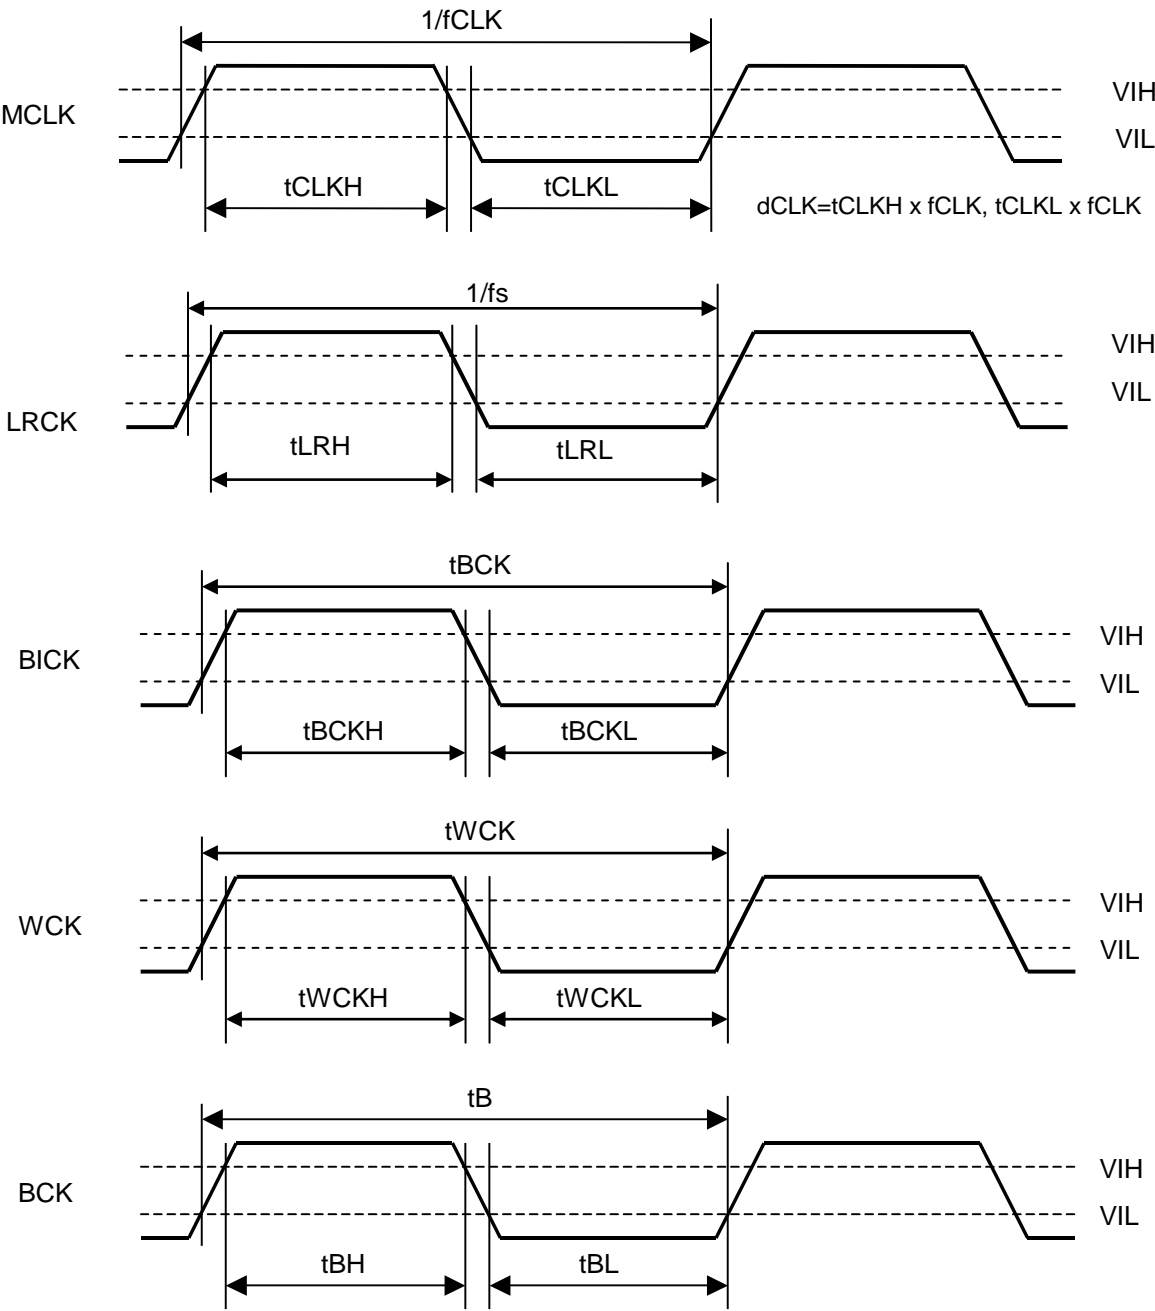 1/fCLK
VIH
MCLK
VIL
tCLKH
tCLKL
dCLK=tCLKH x fCLK, tCLKL x fCLK
1/fs
VIH
VIL
LRCK
tLRH
tLRL
tBCK
VIH
BICK
VIL
tBCKH
tBCKL
tWCK
VIH
WCK
VIL
tWCKH
tWCKL
tB
VIH
BCK
VIL
tBH
tBL